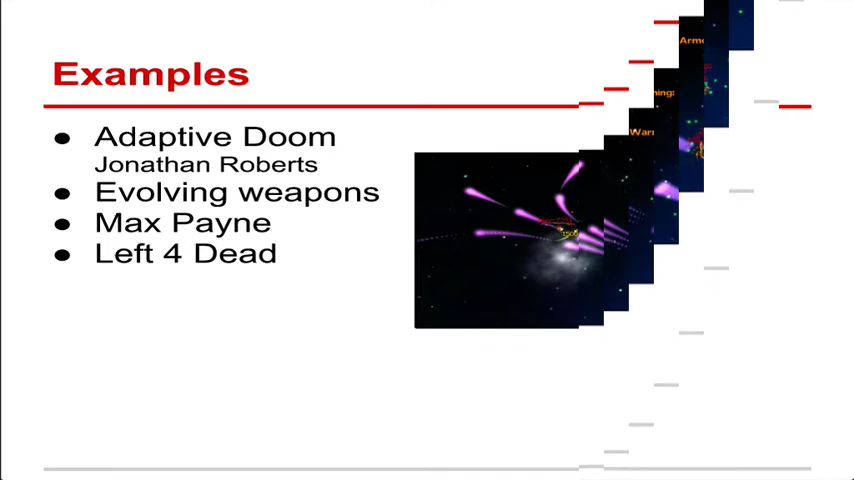 Examples
Adaptive Doom
Jonathan Roberts
Evolving weapons
Max Payne
Left 4 Dead